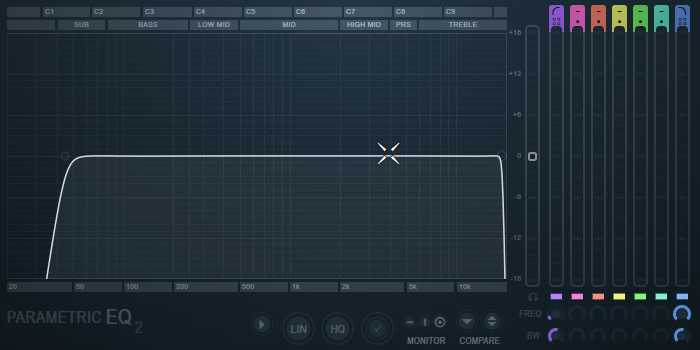 C1 C2 C3 C4 C5 C6 C7 C8 C9
SUB BASS LOW MID MID HIGH MID PRS TREBLE
+18
+12
+6
0
-6
-12
-18
20 50 100 200 500 1k 2k 5k 10k
PARAMETRIC EQ 2
LIN HQ
MONITOR COMPARE
FREQ
BW